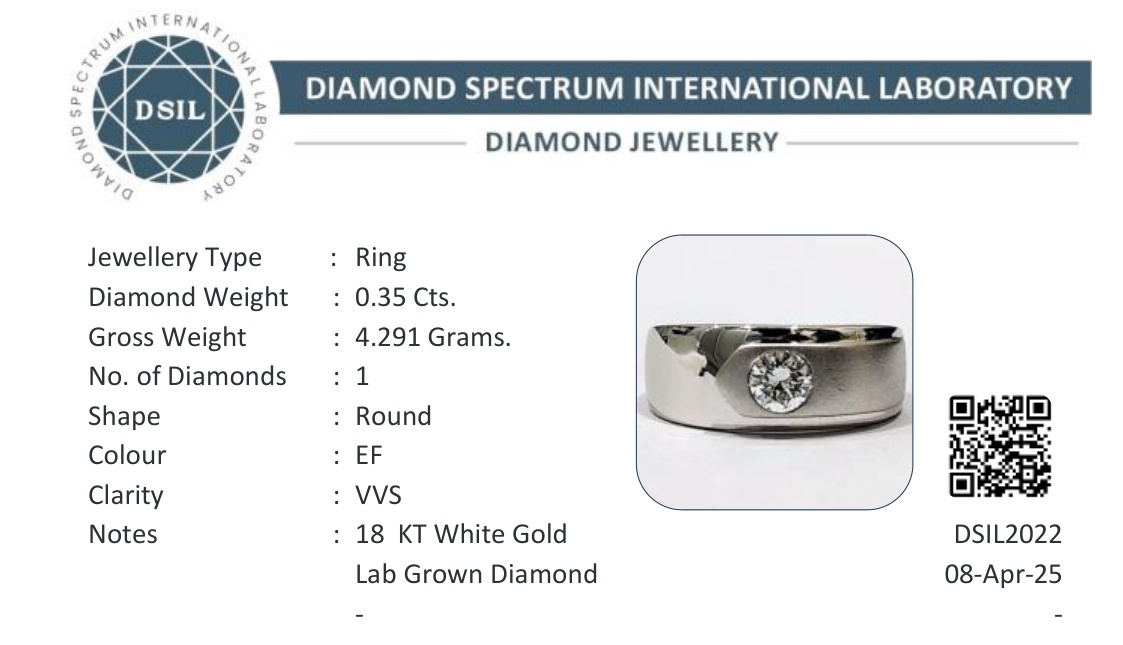 DIAMOND SPECTRUM INTERNATIONAL LABORATORY
DSIL
DIAMOND SPECTRUM INTERNATIONAL LABORATORY
DIAMOND JEWELLERY
Jewellery Type : Ring
Diamond Weight : 0.35 Cts.
Gross Weight : 4.291 Grams.
No. of Diamonds : 1
Shape : Round
Colour : EF
Clarity : VVS
Notes : 18 KT White Gold
Lab Grown Diamond
-
DSIL2022
08-Apr-25
-